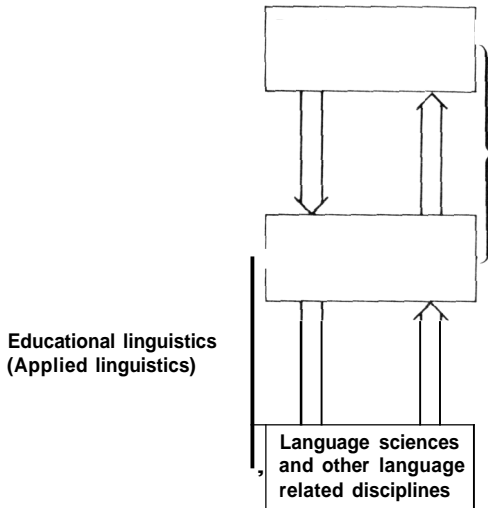 Educational linguistics
(Applied linguistics)
Language sciences
and other language
related disciplines